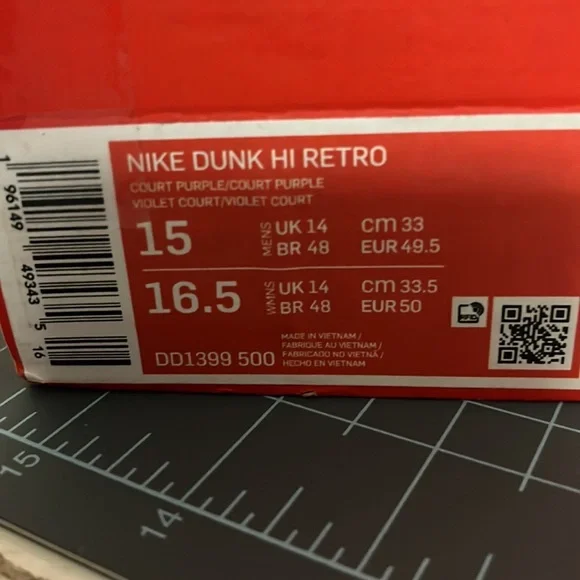 NIKE DUNK HI RETRO
COURT PURPLE/COURT PURPLE
VIOLET COURT/VIOLET COURT
15 MENS UK 14 cm 33
BR 48 EUR 49.5
16.5 WMNS UK 14 cm 33.5
BR 48 EUR 50
RFID
MADE IN VIETNAM /
FABRIQUE AU VIETNAM /
DD1399 500 FABRICADO NO VIETNÃ /
HECHO EN VIETNAM
1 96149 49343 5 16
15
14